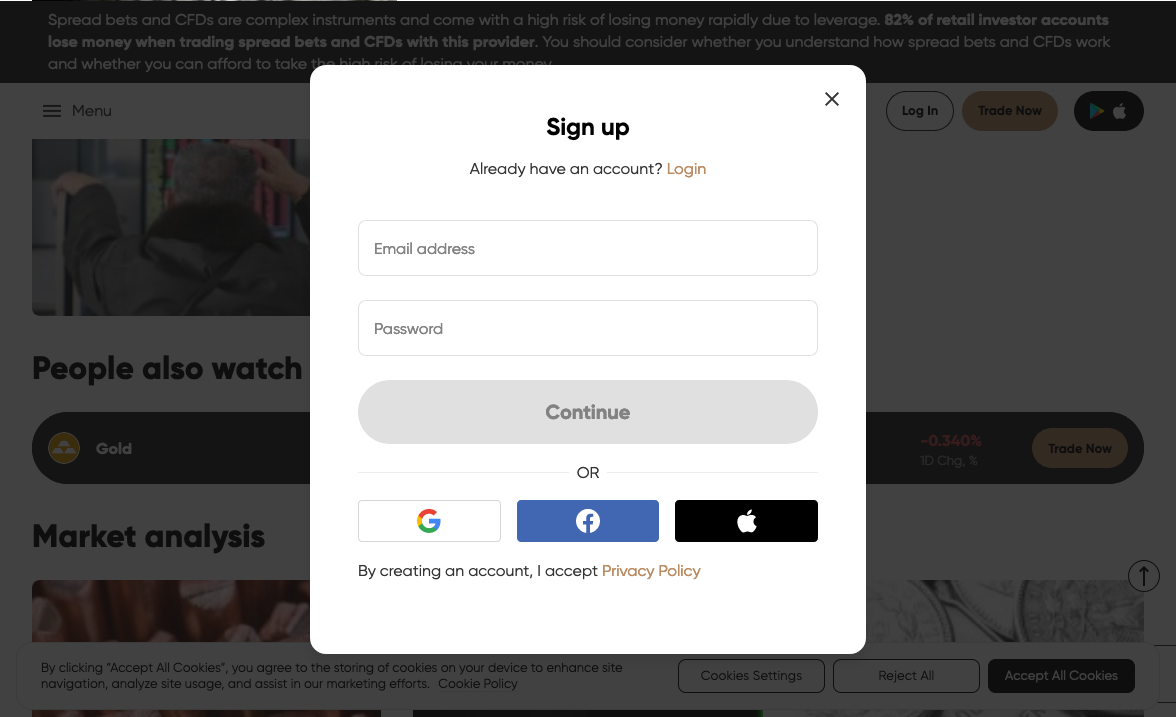 Spread bets and CFDs are complex instruments and come with a high risk of losing money rapidly due to leverage. 82% of retail investor accounts
lose money when trading spread bets and CFDs with this provider. You should consider whether you understand how spread bets and CFDs work
and whether you can afford to take the high risk of losing your money.
Menu
Log In
Trade Now
Sign up
Already have an account? Login
Email address
Password
Continue
OR
By creating an account, I accept Privacy Policy
People also watch
Gold
-0.340%
1D Chg, %
Trade Now
Market analysis
By clicking “Accept All Cookies”, you agree to the storing of cookies on your device to enhance site
navigation, analyze site usage, and assist in our marketing efforts. Cookie Policy
Cookies Settings
Reject All
Accept All Cookies